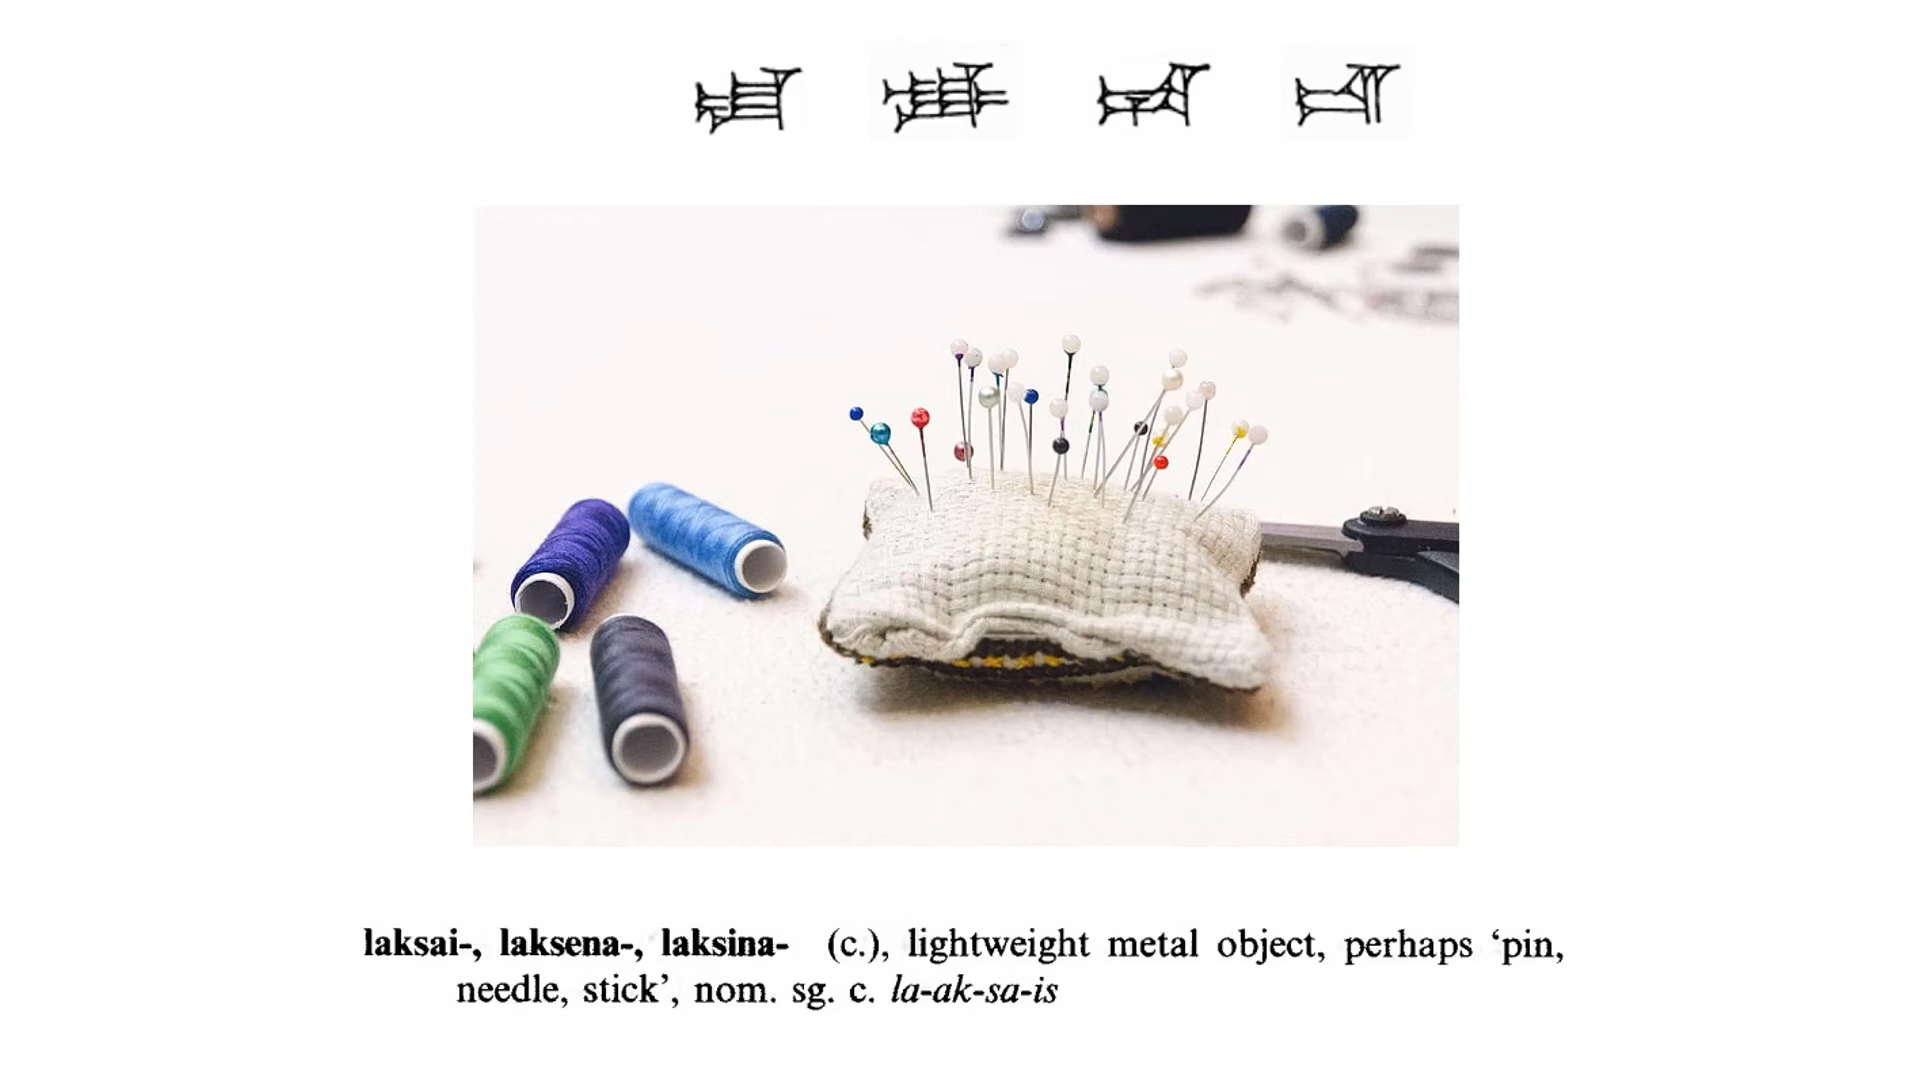 laksai-, laksena-, laksina- (c.), lightweight metal object, perhaps ‘pin,
needle, stick’, nom. sg. c. la-ak-sa-is